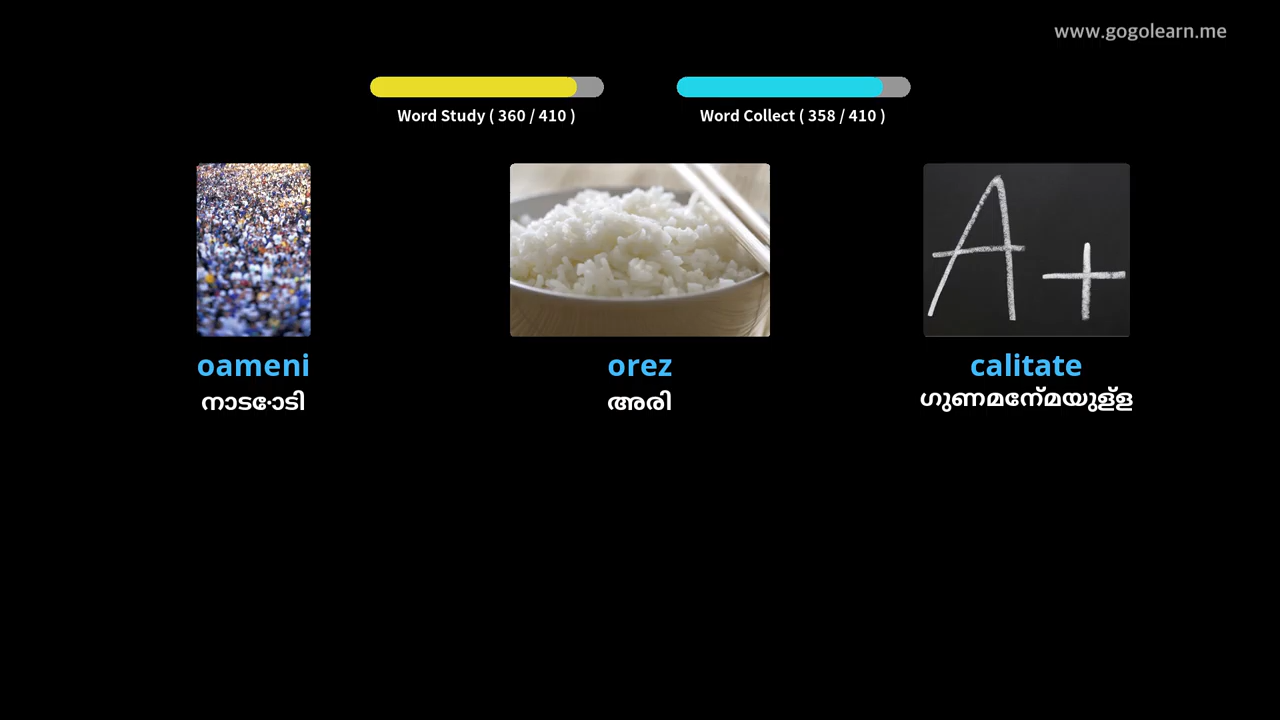 www.gogolearn.me
Word Study ( 360 / 410 )
Word Collect ( 358 / 410 )
A+
oameni
orez
calitate
നാടോടി
അരി
ഗുണമേന്മയുള്ള